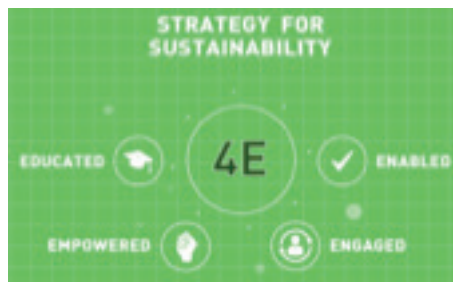 STRATEGY FOR
SUSTAINABILITY
4E
EDUCATED
ENABLED
EMPOWERED
ENGAGED